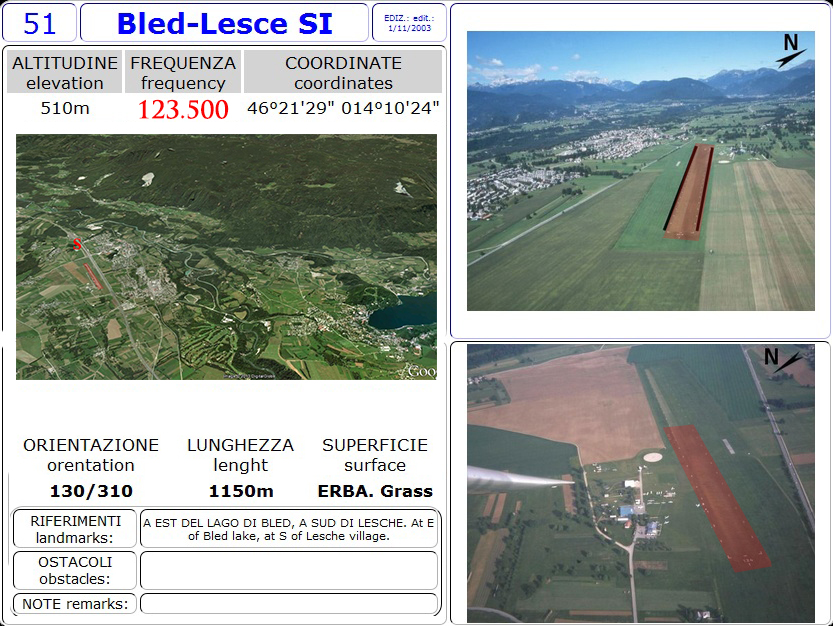 51
Bled-Lesce SI
EDIZ.: edit.:
1/11/2003
ALTITUDINE
elevation
FREQUENZA
frequency
COORDINATE
coordinates
510m
123.500
46°21'29" 014°10'24"
S
Goo
ORIENTAZIONE
orentation
LUNGHEZZA
lenght
SUPERFICIE
surface
130/310
1150m
ERBA. Grass
RIFERIMENTI
landmarks:
A EST DEL LAGO DI BLED, A SUD DI LESCHE. At E
of Bled lake, at S of Lesche village.
OSTACOLI
obstacles:
NOTE remarks:
N
N